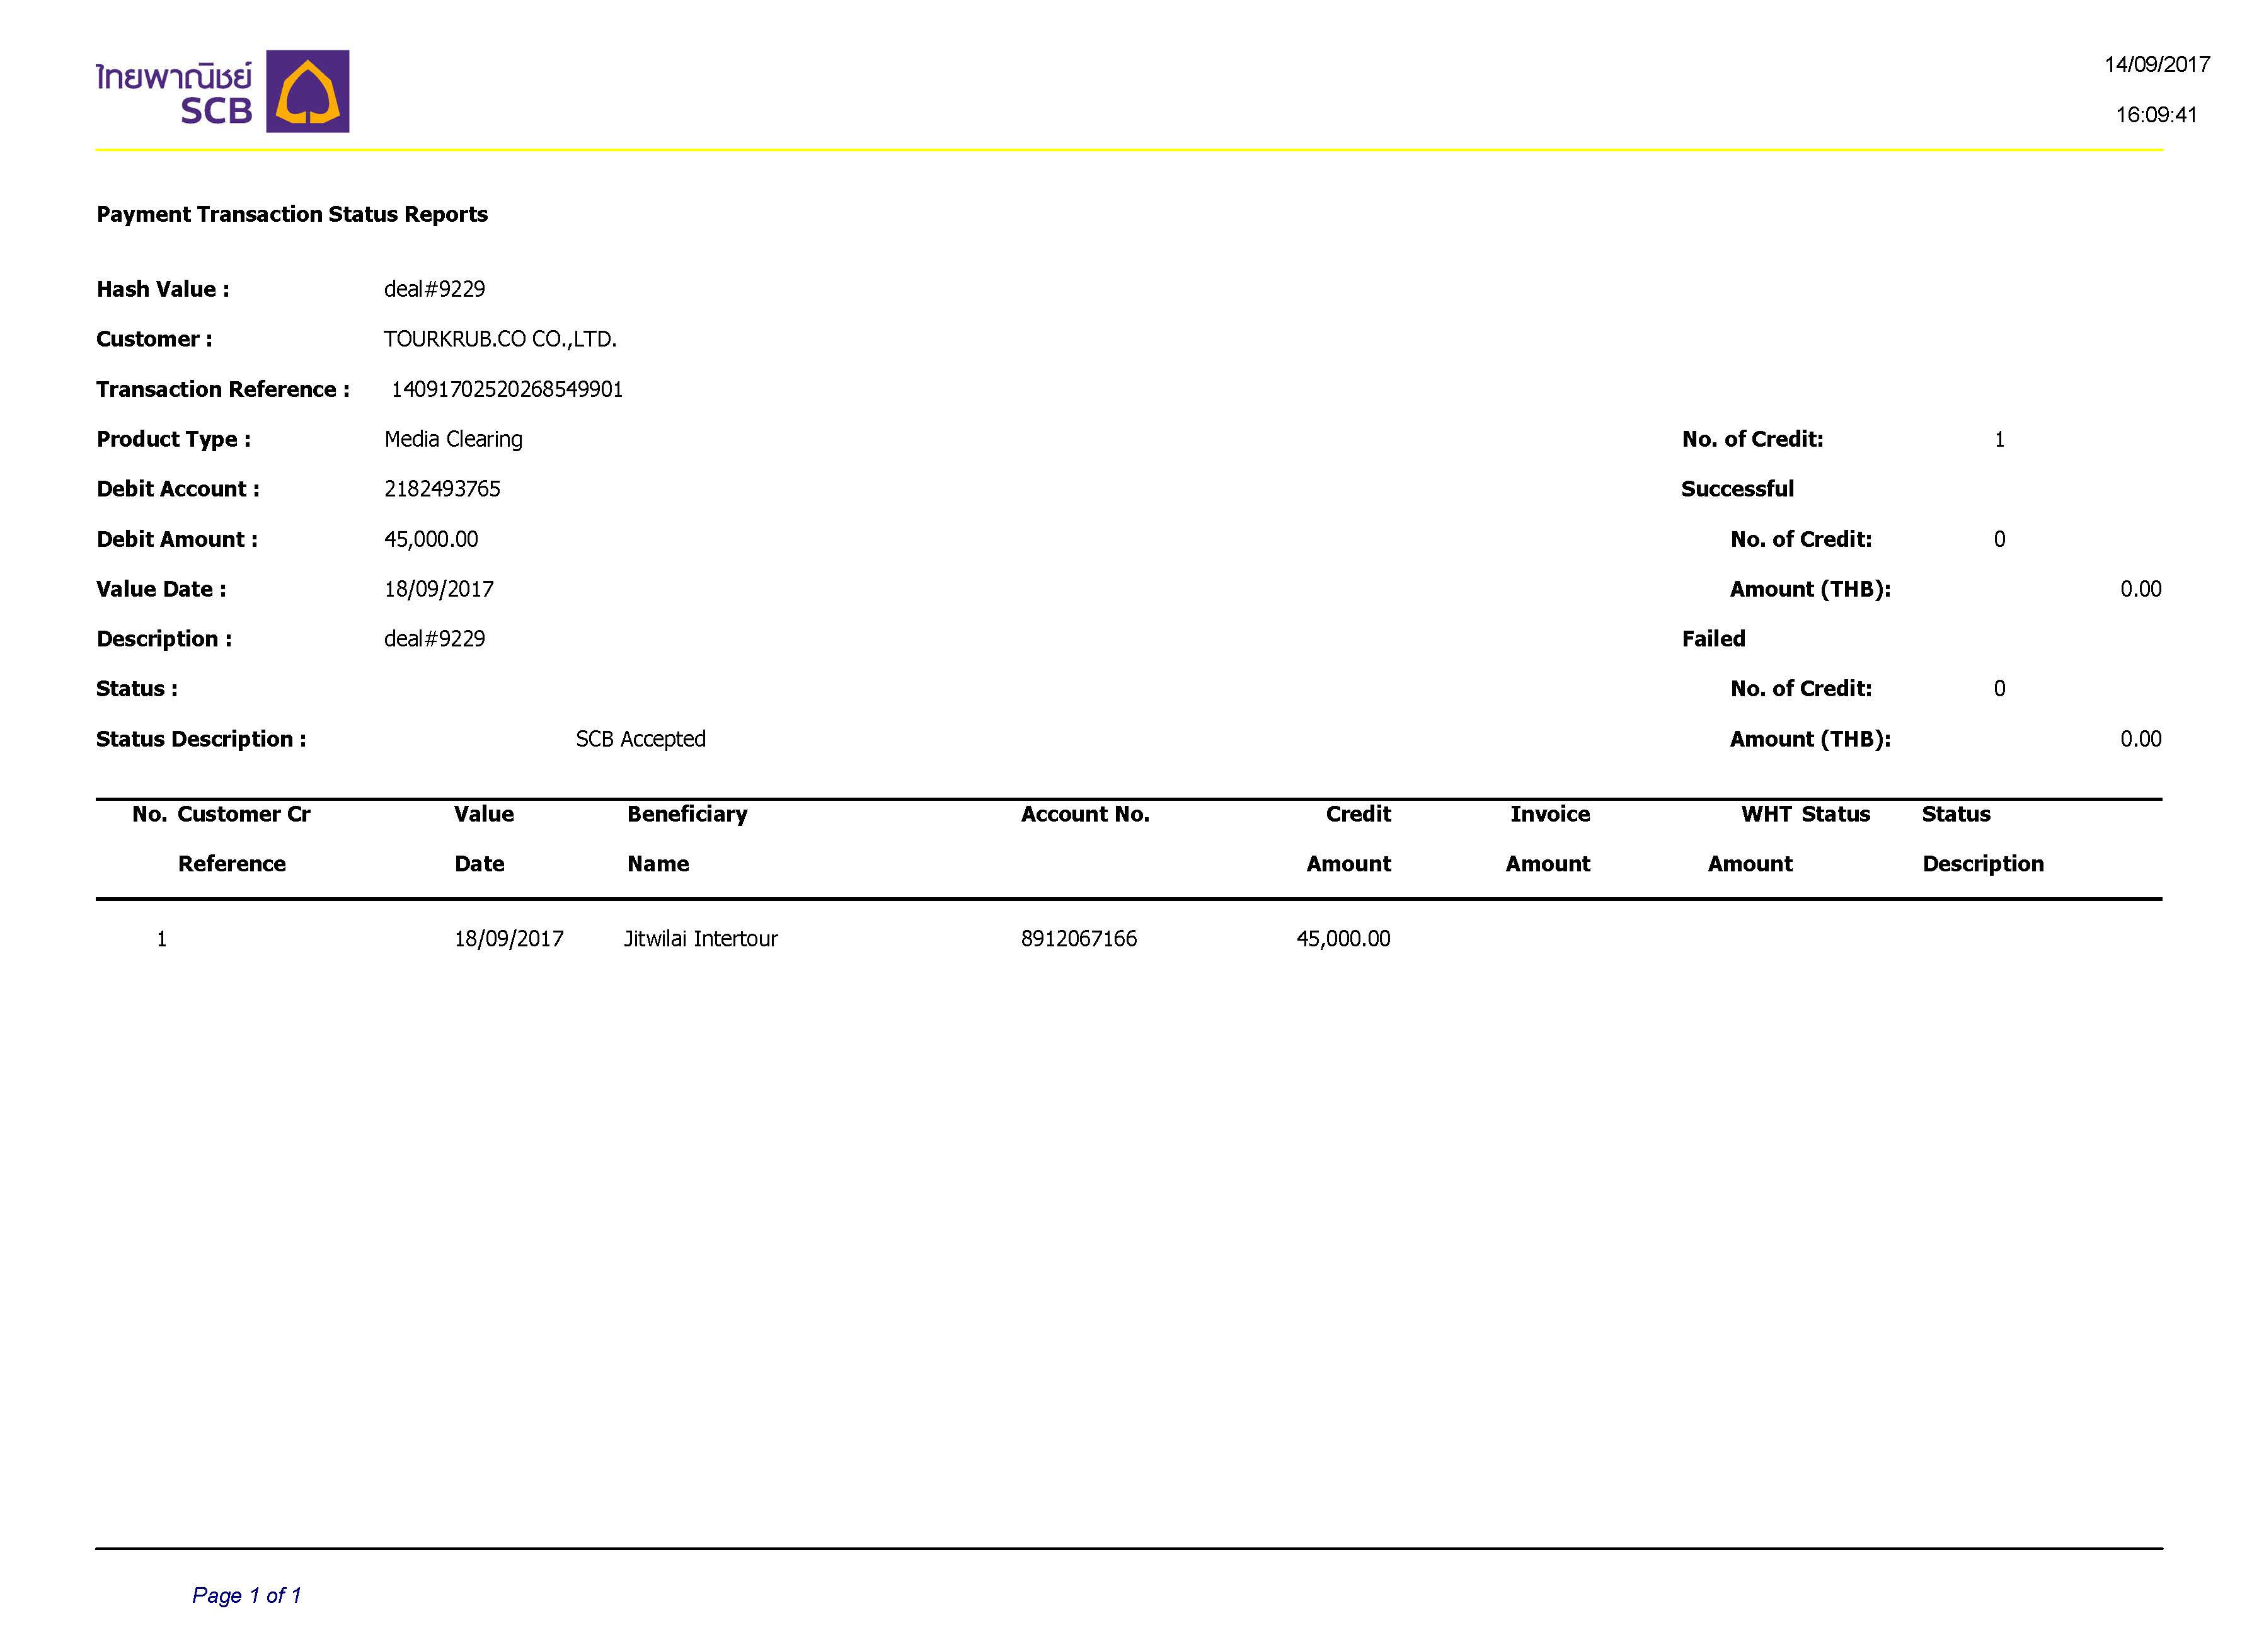 ไทยพาณิชย์
SCB
14/09/2017
16:09:41
Payment Transaction Status Reports
Hash Value : deal#9229
Customer : TOURKRUB.CO CO.,LTD.
Transaction Reference : 14091702520268549901
Product Type : Media Clearing No. of Credit: 1
Debit Account : 2182493765 Successful
Debit Amount : 45,000.00 No. of Credit: 0
Value Date : 18/09/2017 Amount (THB): 0.00
Description : deal#9229 Failed
Status : No. of Credit: 0
Status Description : SCB Accepted Amount (THB): 0.00
No. Customer Cr Value Beneficiary Account No. Credit Invoice WHT Status Status
Reference Date Name Amount Amount Amount Description
1 18/09/2017 Jitwilai Intertour 8912067166 45,000.00
Page 1 of 1